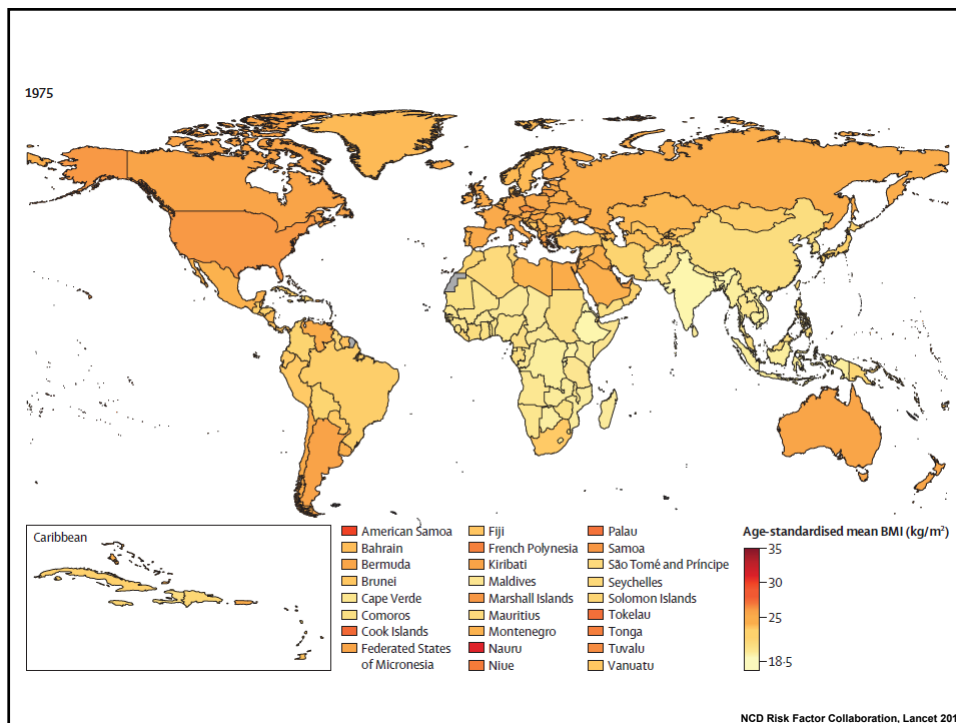 1975
Caribbean
American Samoa
Bahrain
Bermuda
Brunei
Cape Verde
Comoros
Cook Islands
Federated States
of Micronesia
Fiji
French Polynesia
Kiribati
Maldives
Marshall Islands
Mauritius
Montenegro
Nauru
Niue
Palau
Samoa
São Tomé and Príncipe
Seychelles
Solomon Islands
Tokelau
Tonga
Tuvalu
Vanuatu
Age-standardised mean BMI (kg/m²)
35
30
25
18·5
NCD Risk Factor Collaboration, Lancet 201